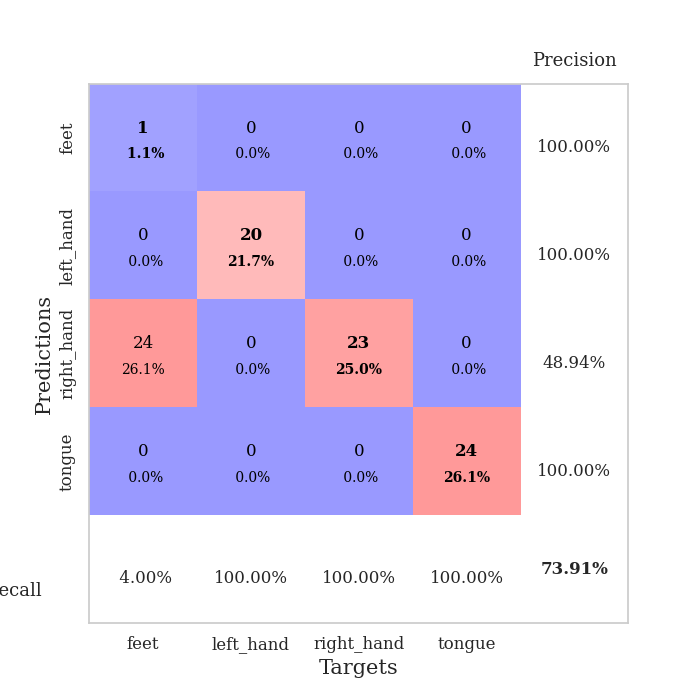 Precision
feet
1 0 0 0
1.1% 0.0% 0.0% 0.0%
100.00%
left_hand
0 20 0 0
0.0% 21.7% 0.0% 0.0%
100.00%
Predictions
right_hand
24 0 23 0
26.1% 0.0% 25.0% 0.0%
48.94%
tongue
0 0 0 24
0.0% 0.0% 0.0% 26.1%
100.00%
ecall
4.00% 100.00% 100.00% 100.00%
73.91%
feet left_hand right_hand tongue
Targets